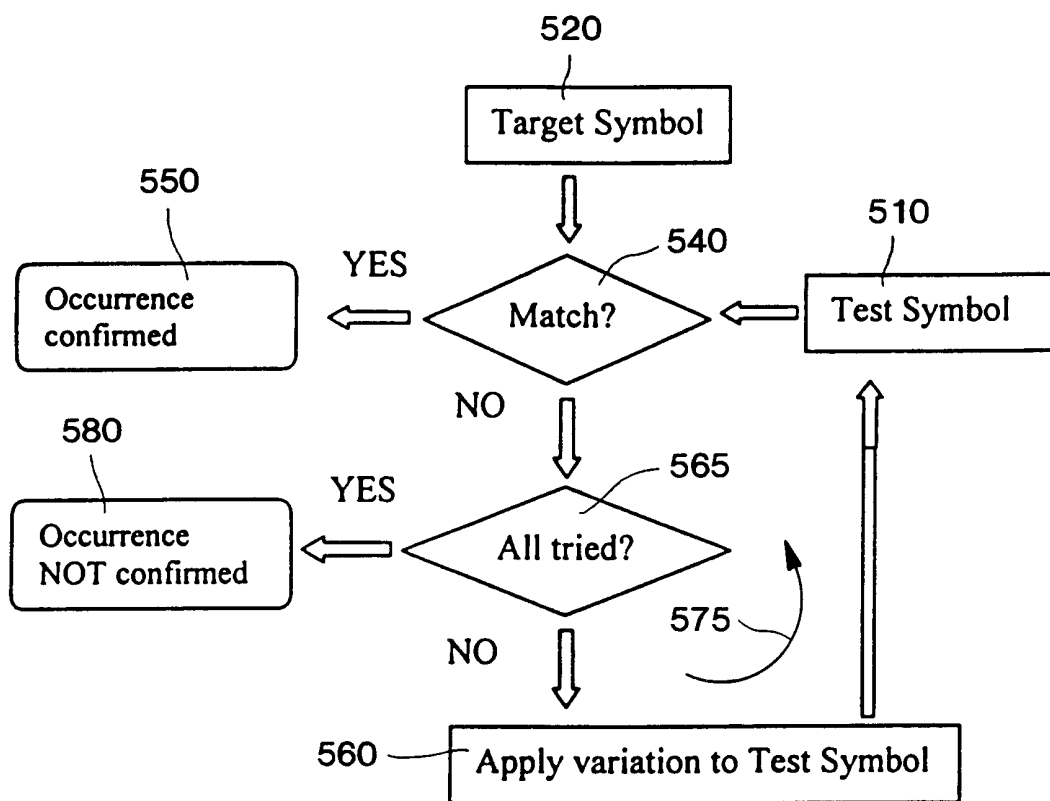 520
Target Symbol
550
510
540
YES
Occurrence
confirmed
Match?
Test Symbol
NO
580
565
YES
Occurrence
NOT confirmed
All tried?
575
NO
560
Apply variation to Test Symbol